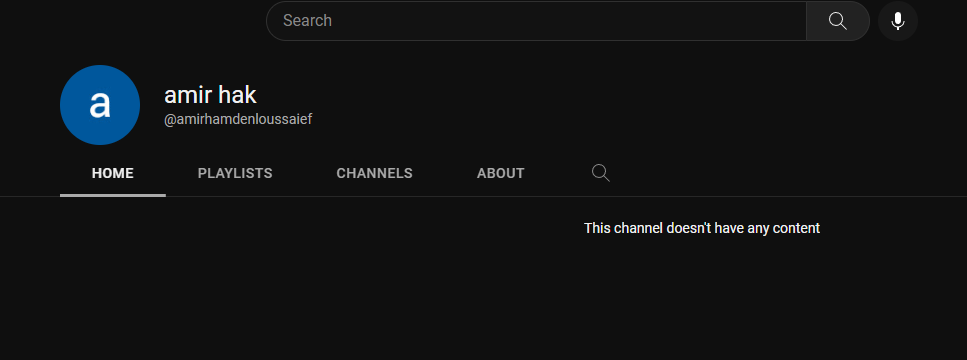 Search
a
amir hak
@amirhamdenloussaief
HOME PLAYLISTS CHANNELS ABOUT
This channel doesn't have any content